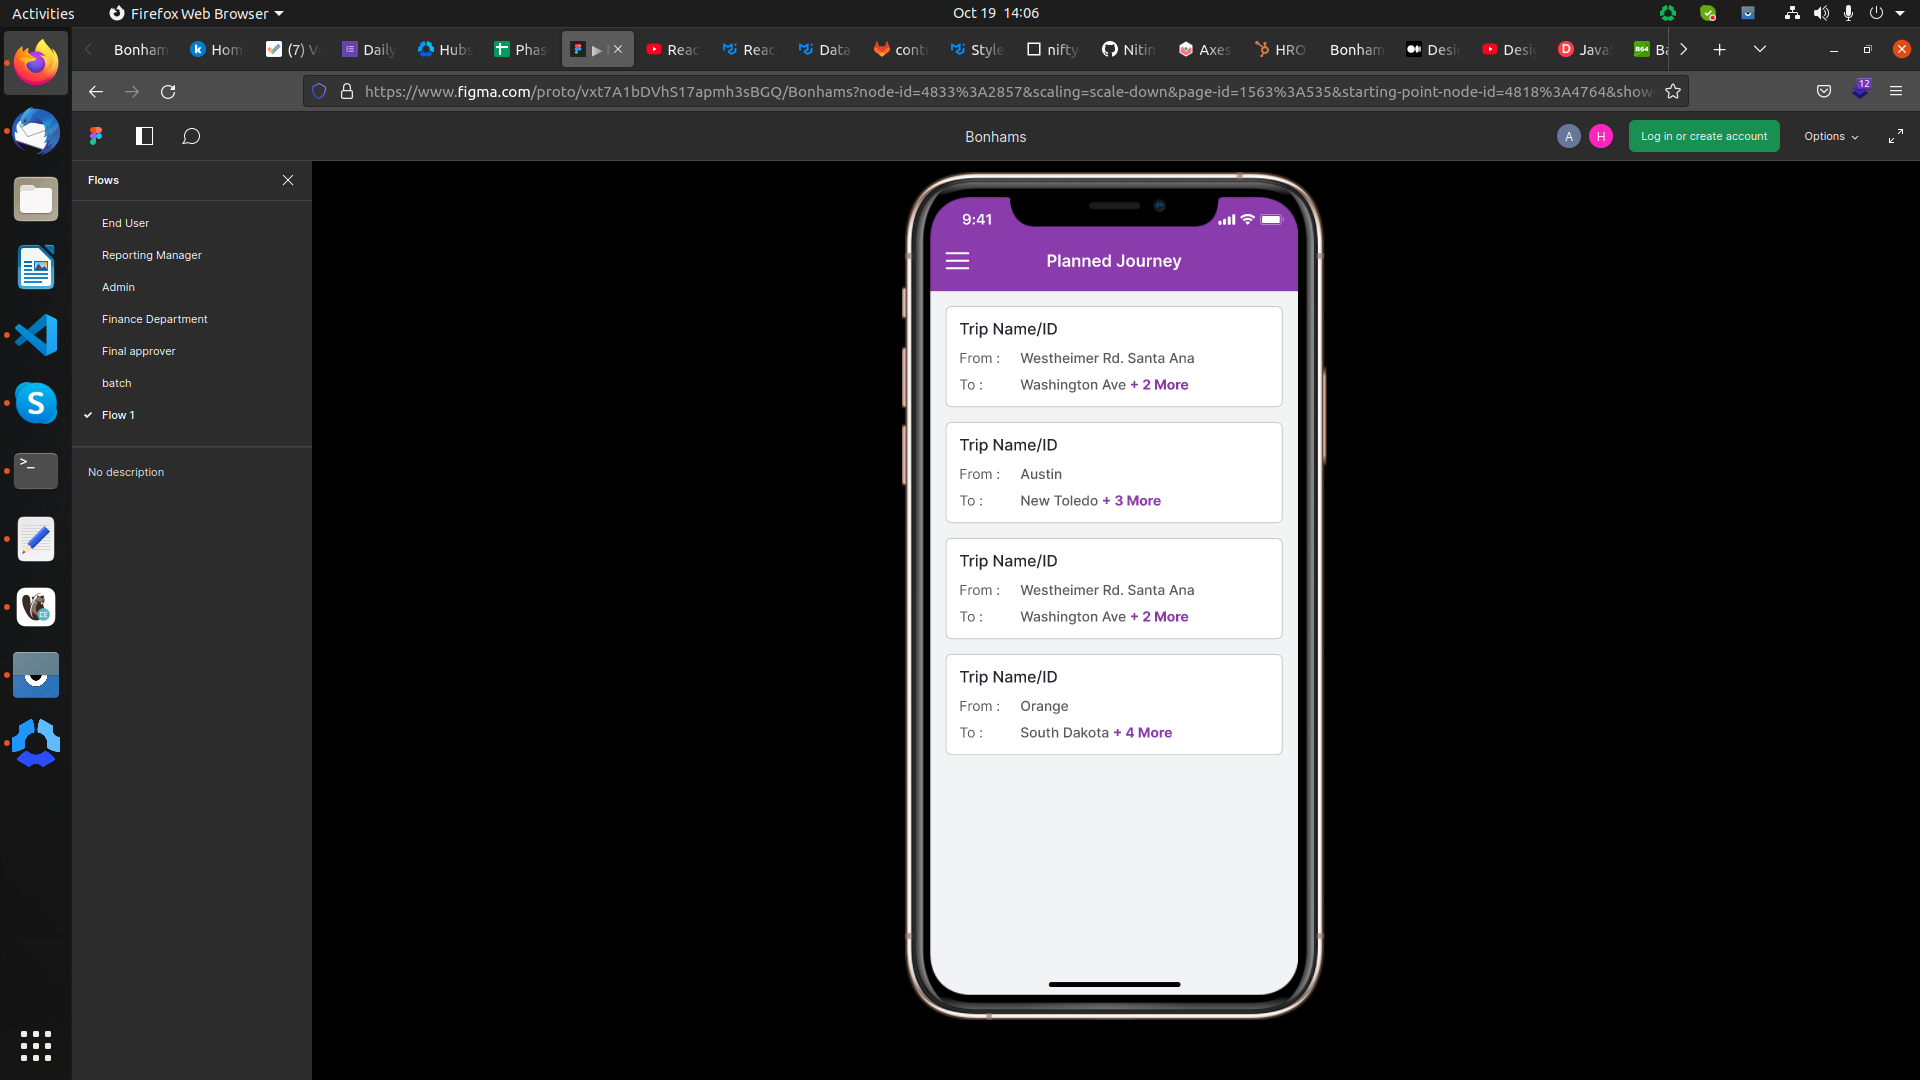 Activities
Firefox Web Browser
Oct 19 14:06
Bonham
Hom
(7) V
Daily
Hubs
Phas
Reac
Reac
Data
cont
Style
nifty
Nitin
Axes
HRO
Bonham
Desi
Desi
Java
https://www.figma.com/proto/vxt7A1bDVhS17apmh3sBGQ/Bonhams?node-id=4833%3A2857&scaling=scale-down&page-id=1563%3A535&starting-point-node-id=4818%3A4764&show-
12
Bonhams
A
H
Log in or create account
Options
Flows
End User
Reporting Manager
Admin
Finance Department
Final approver
batch
Flow 1
No description
9:41
Planned Journey
Trip Name/ID
From : Westheimer Rd. Santa Ana
To : Washington Ave + 2 More
Trip Name/ID
From : Austin
To : New Toledo + 3 More
Trip Name/ID
From : Westheimer Rd. Santa Ana
To : Washington Ave + 2 More
Trip Name/ID
From : Orange
To : South Dakota + 4 More